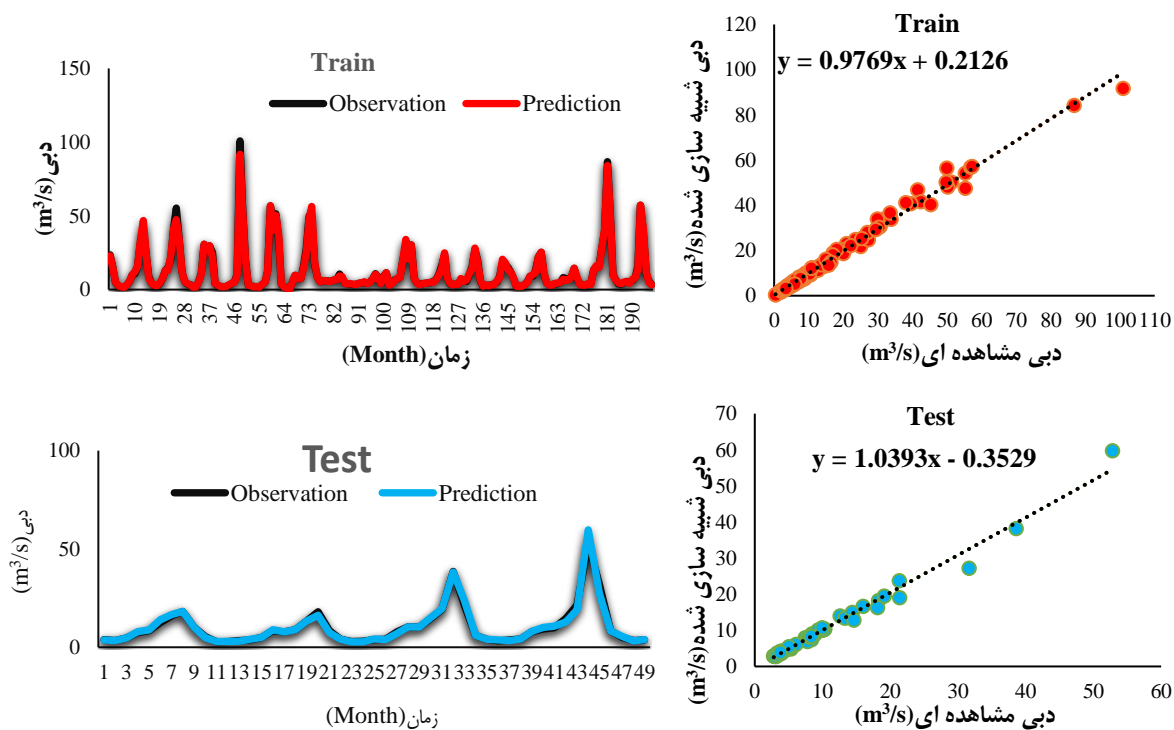 Train
Observation Prediction
150
100
50
0
دبی(m³/s)
1 10 19 28 37 46 55 64 73 82 91 100 109 118 127 136 145 154 163 172 181 190
زمان(Month)
Train
y = 0.9769x + 0.2126
120
100
80
60
40
20
0
دبی شبیه سازی شده(m³/s)
0 10 20 30 40 50 60 70 80 90 100 110
دبی مشاهده ای(m³/s)
Test
Observation Prediction
100
50
0
دبی(m³/s)
1 3 5 7 9 11 13 15 17 19 21 23 25 27 29 31 33 35 37 39 41 43 45 47 49
زمان(Month)
Test
y = 1.0393x - 0.3529
70
60
50
40
30
20
10
0
دبی شبیه سازی شده(m³/s)
0 10 20 30 40 50 60
دبی مشاهده ای(m³/s)